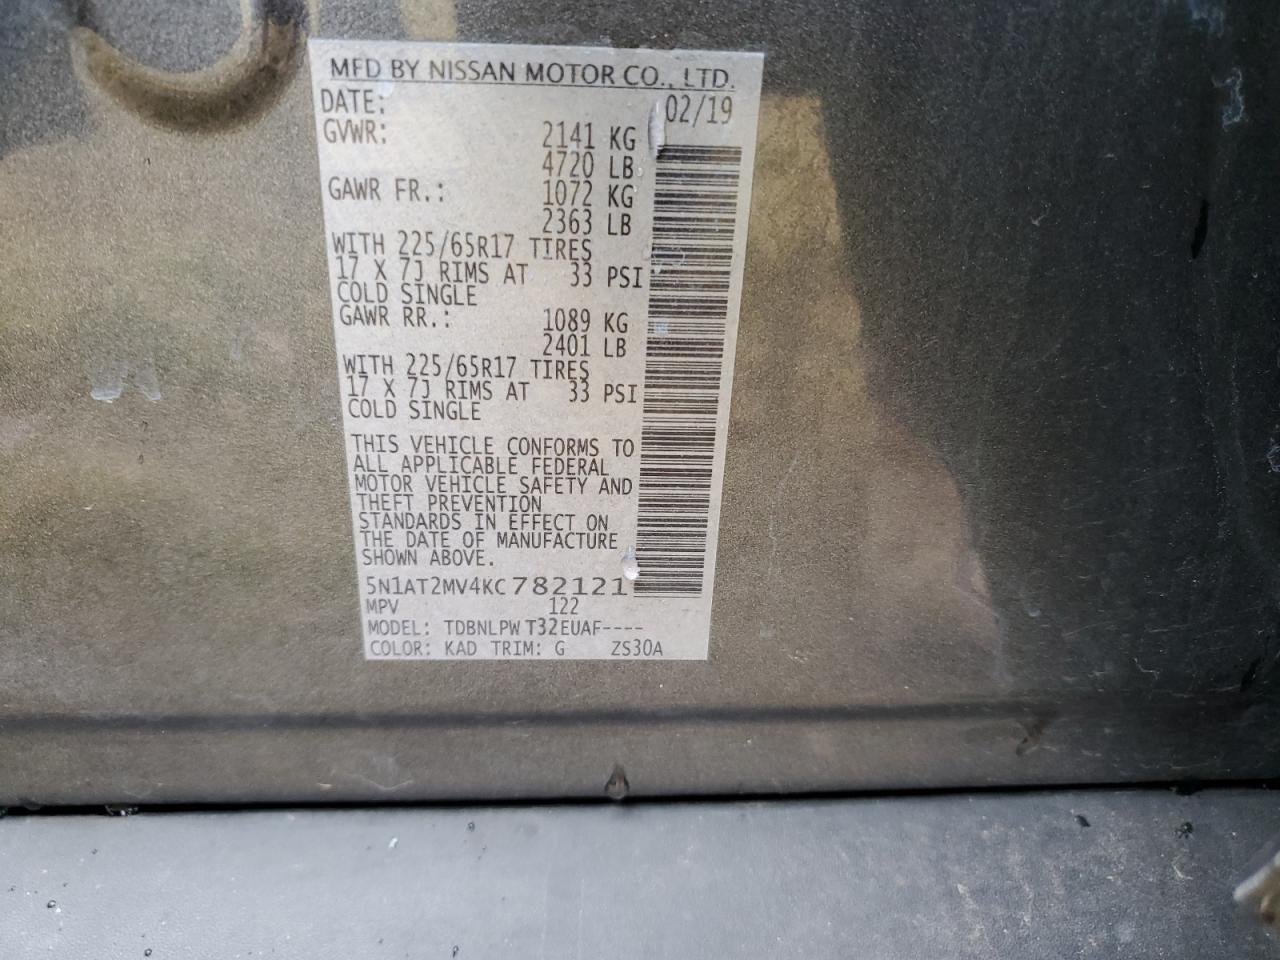 MFD BY NISSAN MOTOR CO., LTD.
DATE: 02/19
GVWR: 2141 KG
4720 LB
GAWR FR.: 1072 KG
2363 LB
WITH 225/65R17 TIRES
17 X 7J RIMS AT 33 PSI
COLD SINGLE
GAWR RR.: 1089 KG
2401 LB
WITH 225/65R17 TIRES
17 X 7J RIMS AT 33 PSI
COLD SINGLE
THIS VEHICLE CONFORMS TO
ALL APPLICABLE FEDERAL
MOTOR VEHICLE SAFETY AND
THEFT PREVENTION
STANDARDS IN EFFECT ON
THE DATE OF MANUFACTURE
SHOWN ABOVE.
5N1AT2MV4KC782121
MPV 122
MODEL: TDBNLPW T32EUAF----
COLOR: KAD TRIM: G ZS30A